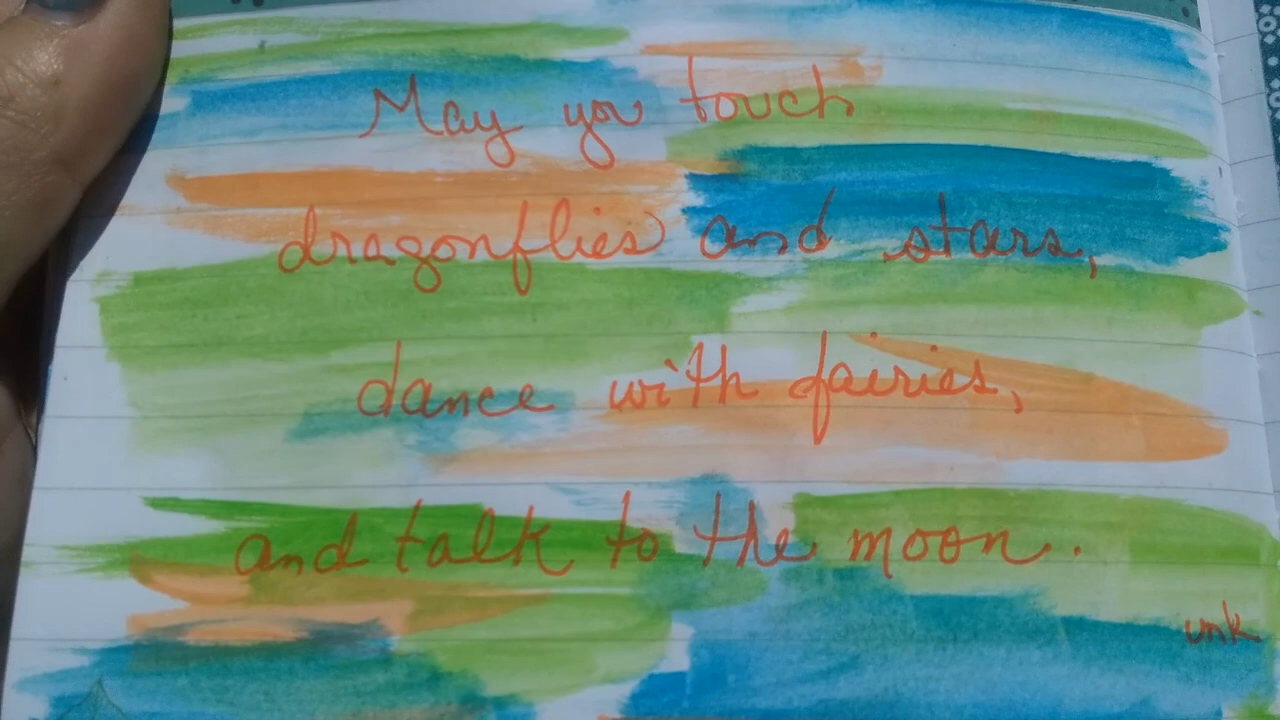 May you touch
dragonflies and stars,
dance with fairies,
and talk to the moon.
unk